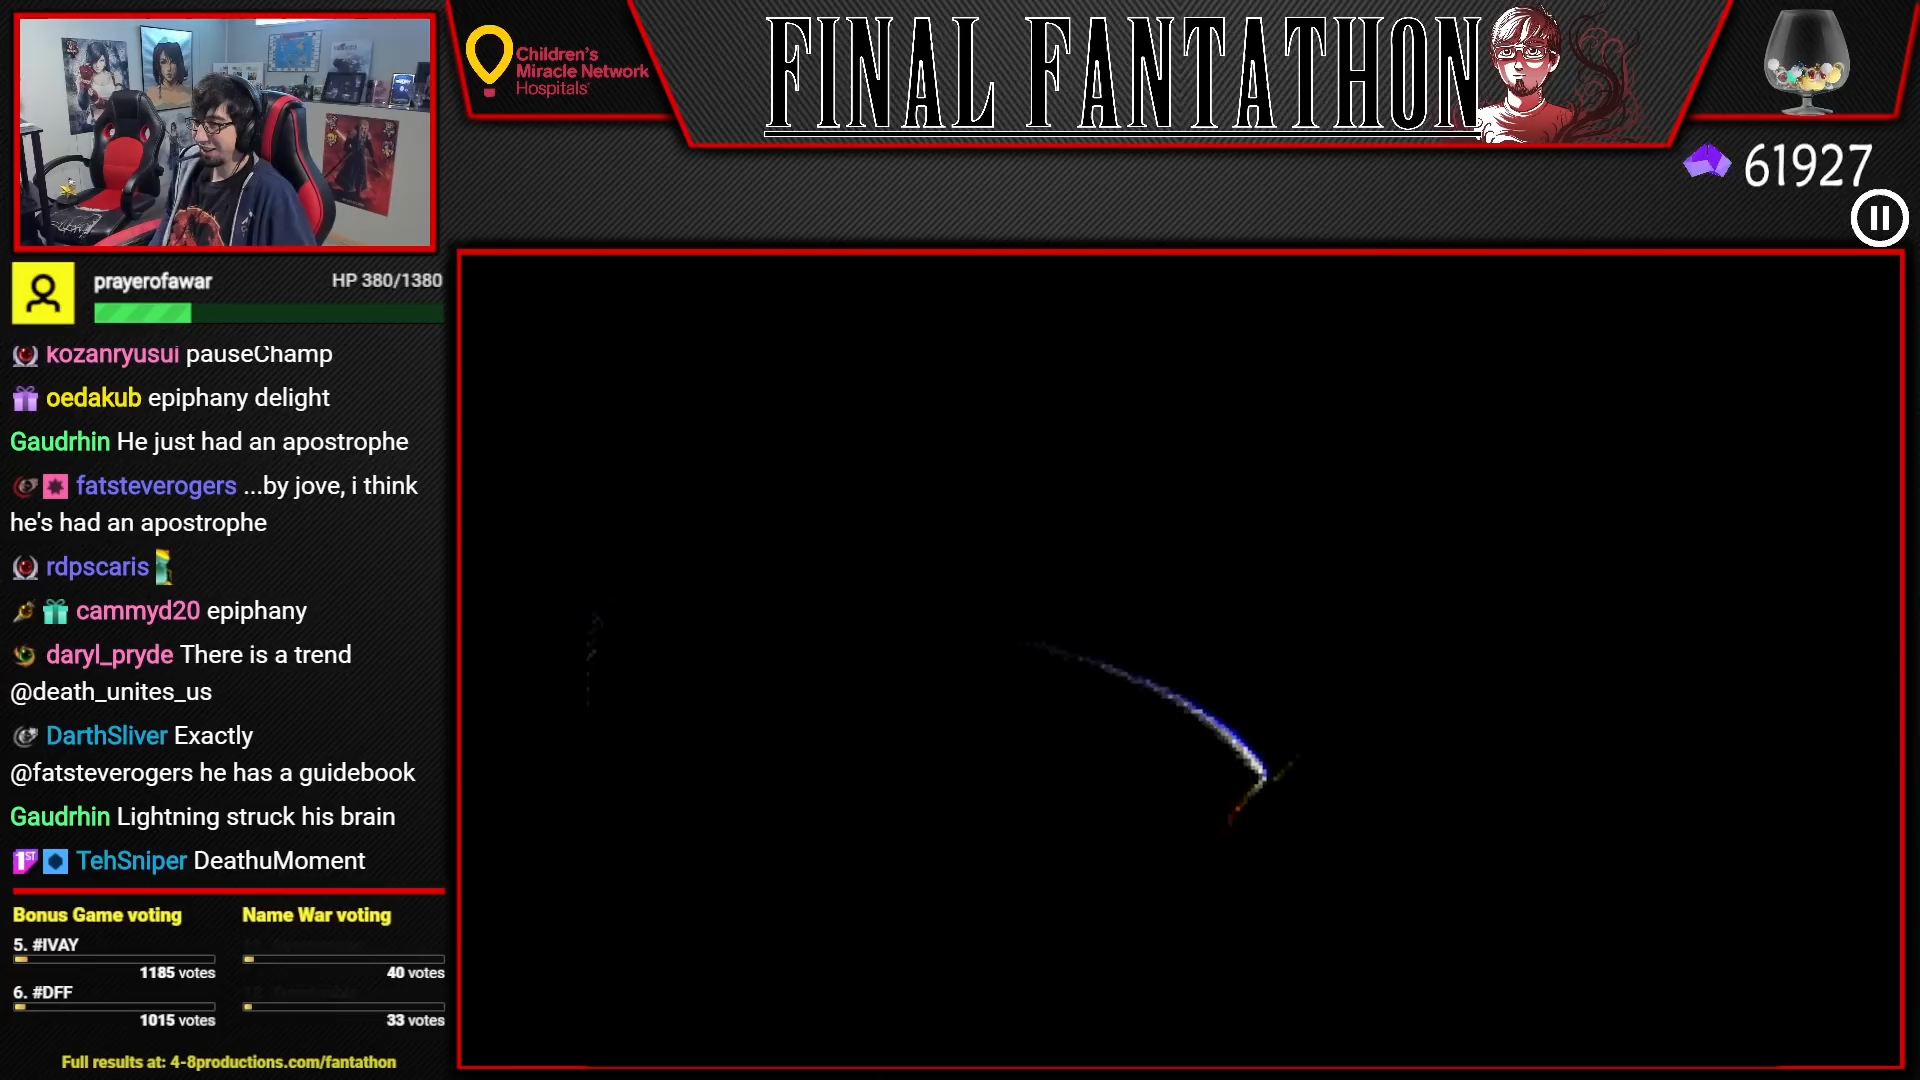 Children's
Miracle Network
Hospitals
FINAL FANTATHON
61927
prayerofawar HP 380/1380
kozanryusui pauseChamp
oedakub epiphany delight
Gaudrhin He just had an apostrophe
fatsteverogers ...by jove, i think
he's had an apostrophe
rdpscaris
cammyd20 epiphany
daryl_pryde There is a trend
@death_unites_us
DarthSliver Exactly
@fatsteverogers he has a guidebook
Gaudrhin Lightning struck his brain
1ST TehSniper DeathuMoment
Bonus Game voting
5. #IVAY
1185 votes
6. #DFF
1015 votes
Name War voting
40 votes
33 votes
Full results at: 4-8productions.com/fantathon